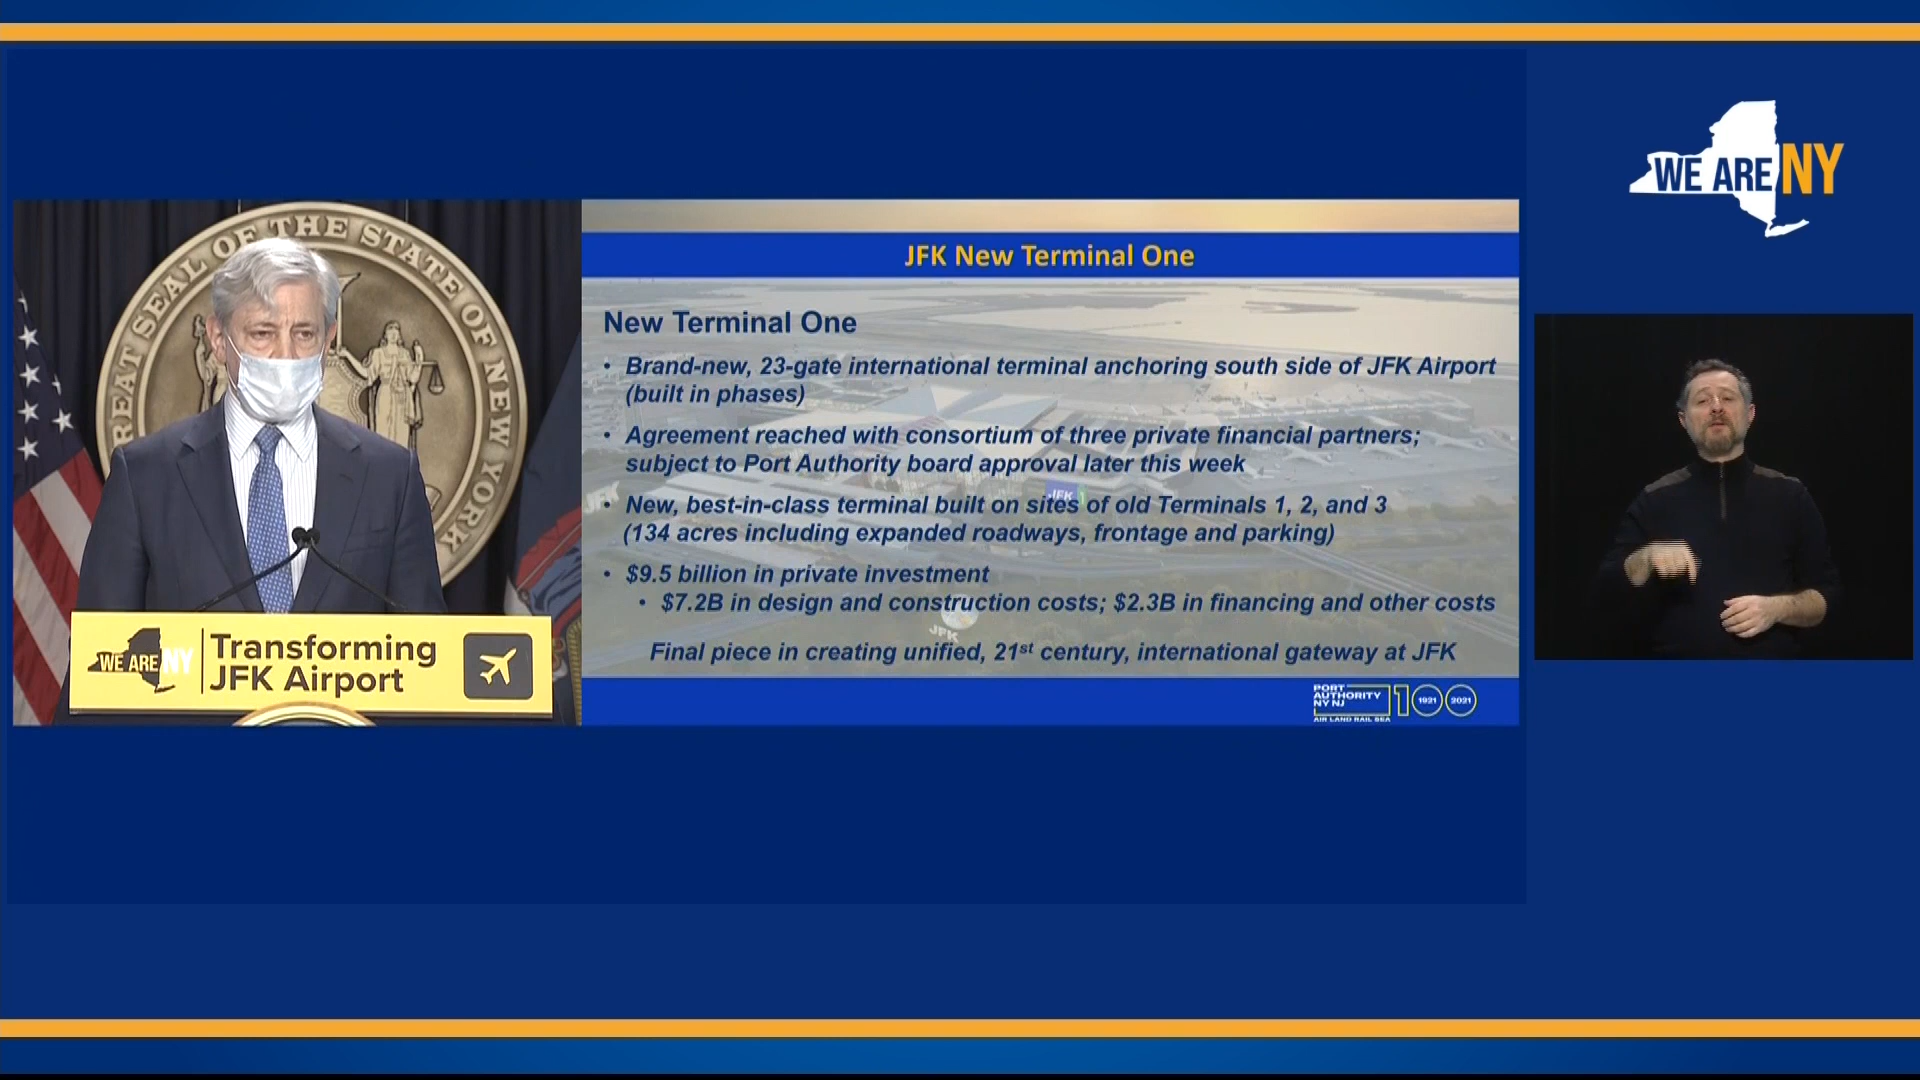 WE ARE NY
GREAT SEAL OF THE STATE OF NEW YORK
WE ARE NY
Transforming
JFK Airport
JFK New Terminal One
New Terminal One
• Brand-new, 23-gate international terminal anchoring south side of JFK Airport
(built in phases)
• Agreement reached with consortium of three private financial partners;
subject to Port Authority board approval later this week
• New, best-in-class terminal built on sites of old Terminals 1, 2, and 3
(134 acres including expanded roadways, frontage and parking)
• $9.5 billion in private investment
• $7.2B in design and construction costs; $2.3B in financing and other costs
Final piece in creating unified, 21st century, international gateway at JFK
JFK
JFK 1
JFK
PORT
AUTHORITY
NY NJ
AIR LAND RAIL SEA
100
1921
2021